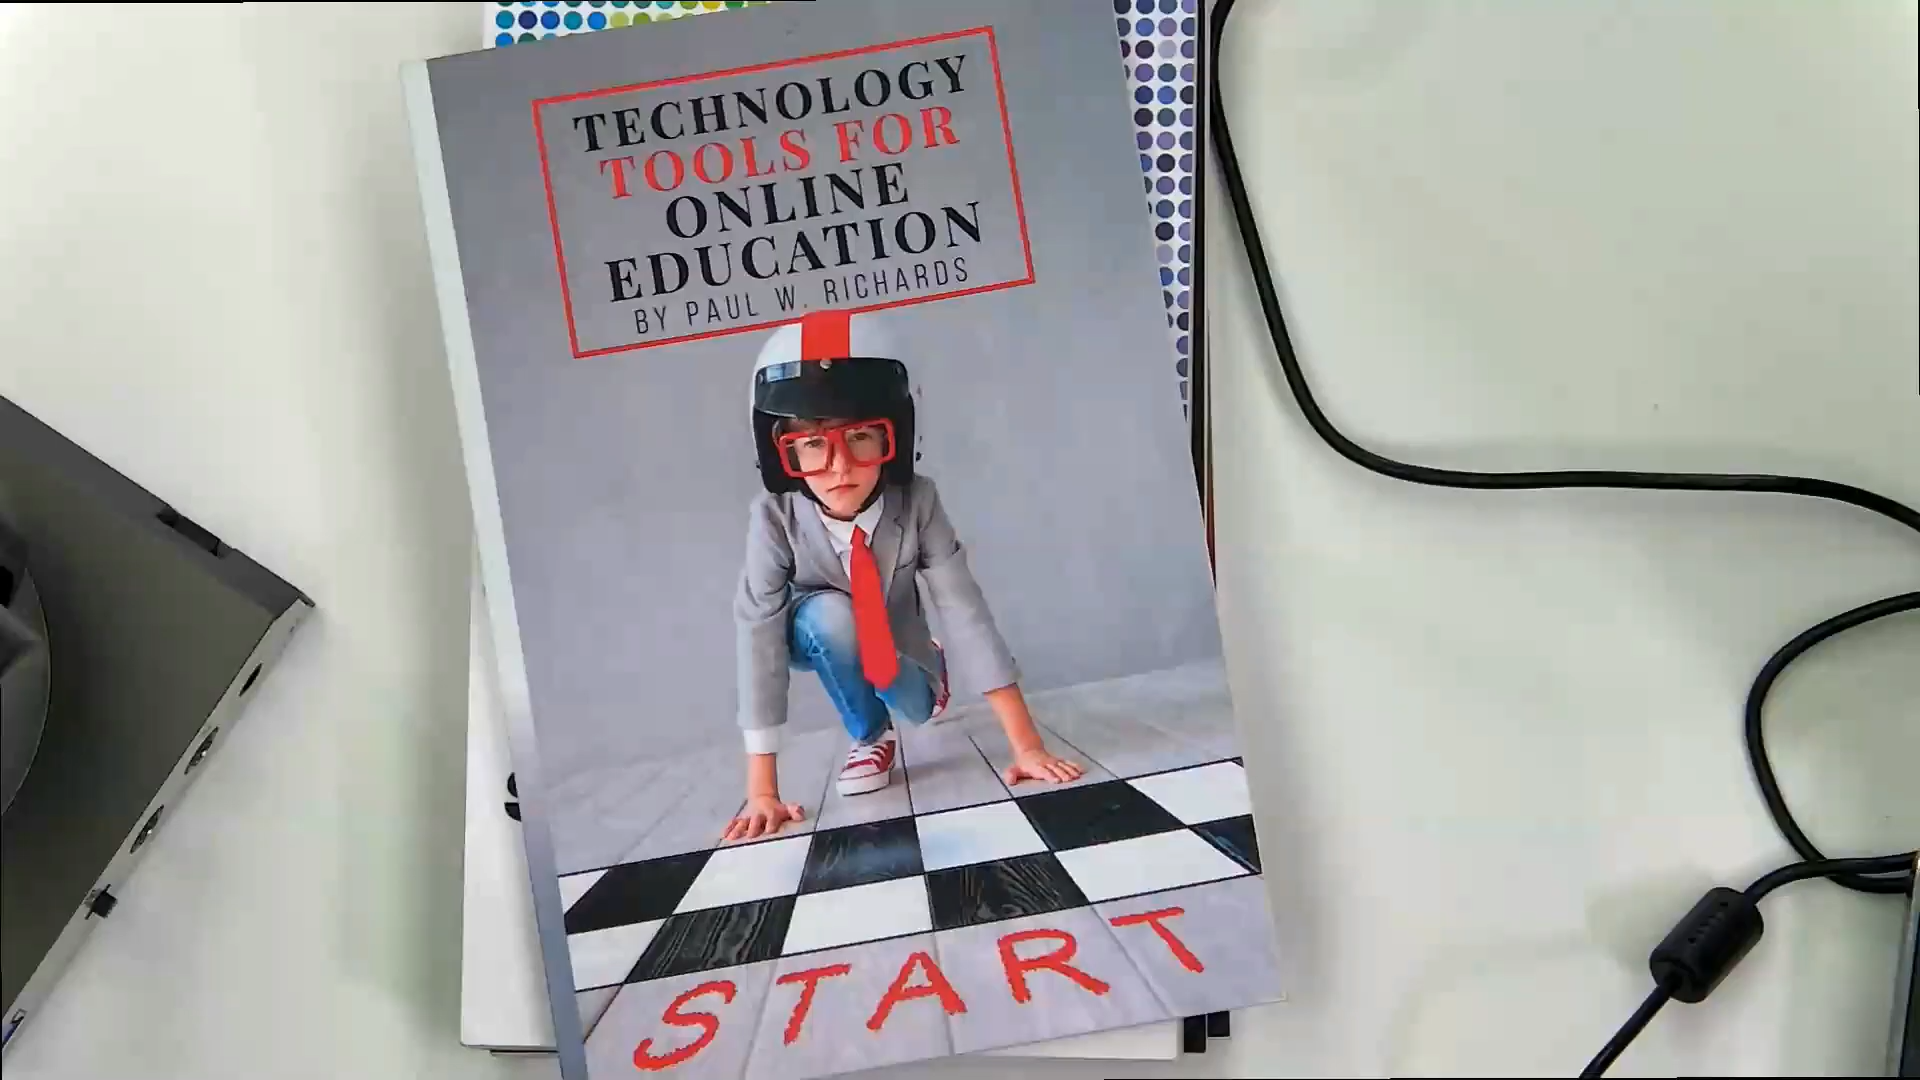 TECHNOLOGY
TOOLS FOR
ONLINE
EDUCATION
BY PAUL W. RICHARDS
START